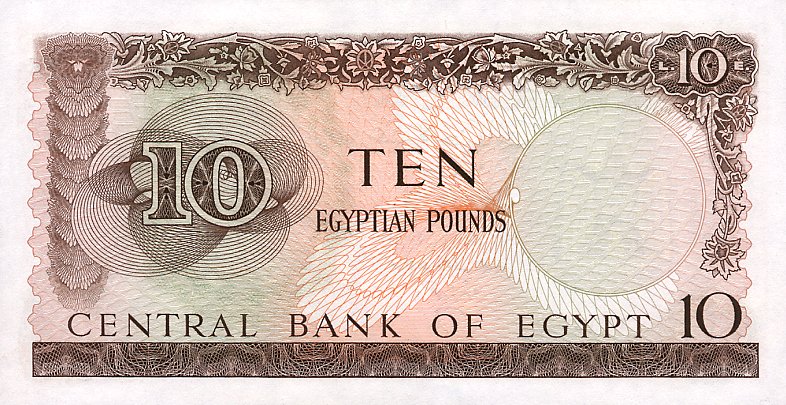 L 10 E
10
TEN
EGYPTIAN POUNDS
CENTRAL BANK OF EGYPT 10